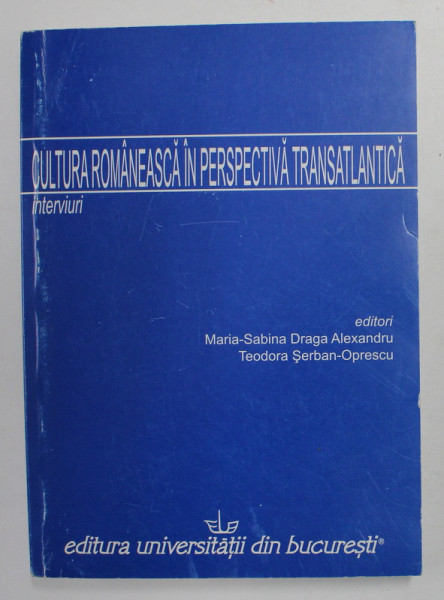 CULTURA ROMÂNEASCĂ ÎN PERSPECTIVĂ TRANSATLANTICĂ
interviuri
editori
Maria-Sabina Draga Alexandru
Teodora Şerban-Oprescu
editura universităţii din bucureşti®